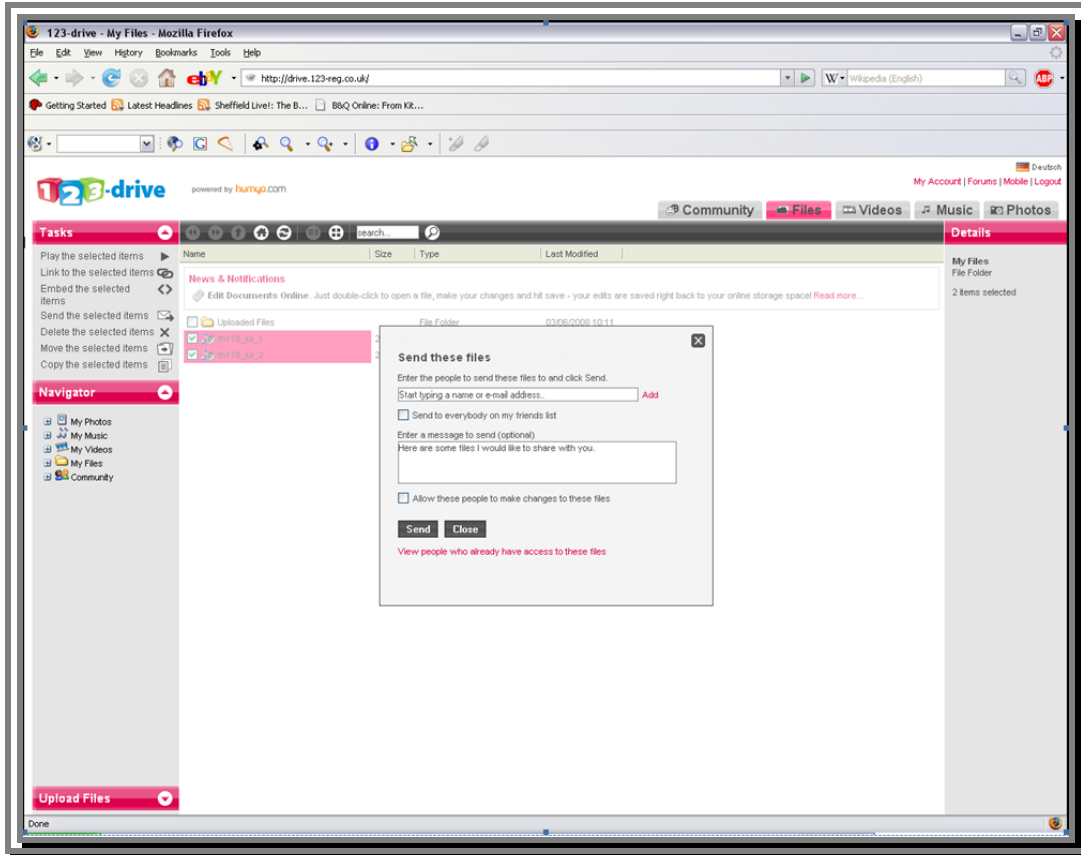 123-drive - My Files - Mozilla Firefox
File Edit View History Bookmarks Tools Help
ebY http://drive.123-reg.co.uk/ W Wikipedia (English) ABP
Getting Started Latest Headlines Sheffield Live!: The B... B&Q Online: From Kit...
G
Deutsch
123-drive powered by humyo.com
My Account | Forums | Mobile | Logout
Community Files Videos Music Photos
Tasks search... Details
Play the selected items
Link to the selected items
Embed the selected
items
Send the selected items
Delete the selected items
Move the selected items
Copy the selected items
Navigator
My Photos
My Music
My Videos
My Files
Community
Upload Files
Name Size Type Last Modified
News & Notifications
Edit Documents Online. Just double-click to open a file, make your changes and hit save - your edits are saved right back to your online storage space! Read more...
Uploaded Files File Folder 03/06/2008 10:11
2
2
Send these files
Enter the people to send these files to and click Send.
Start typing a name or e-mail address.. Add
Send to everybody on my friends list
Enter a message to send (optional)
Here are some files I would like to share with you.
Allow these people to make changes to these files
Send Close
View people who already have access to these files
My Files
File Folder
2 items selected
Done